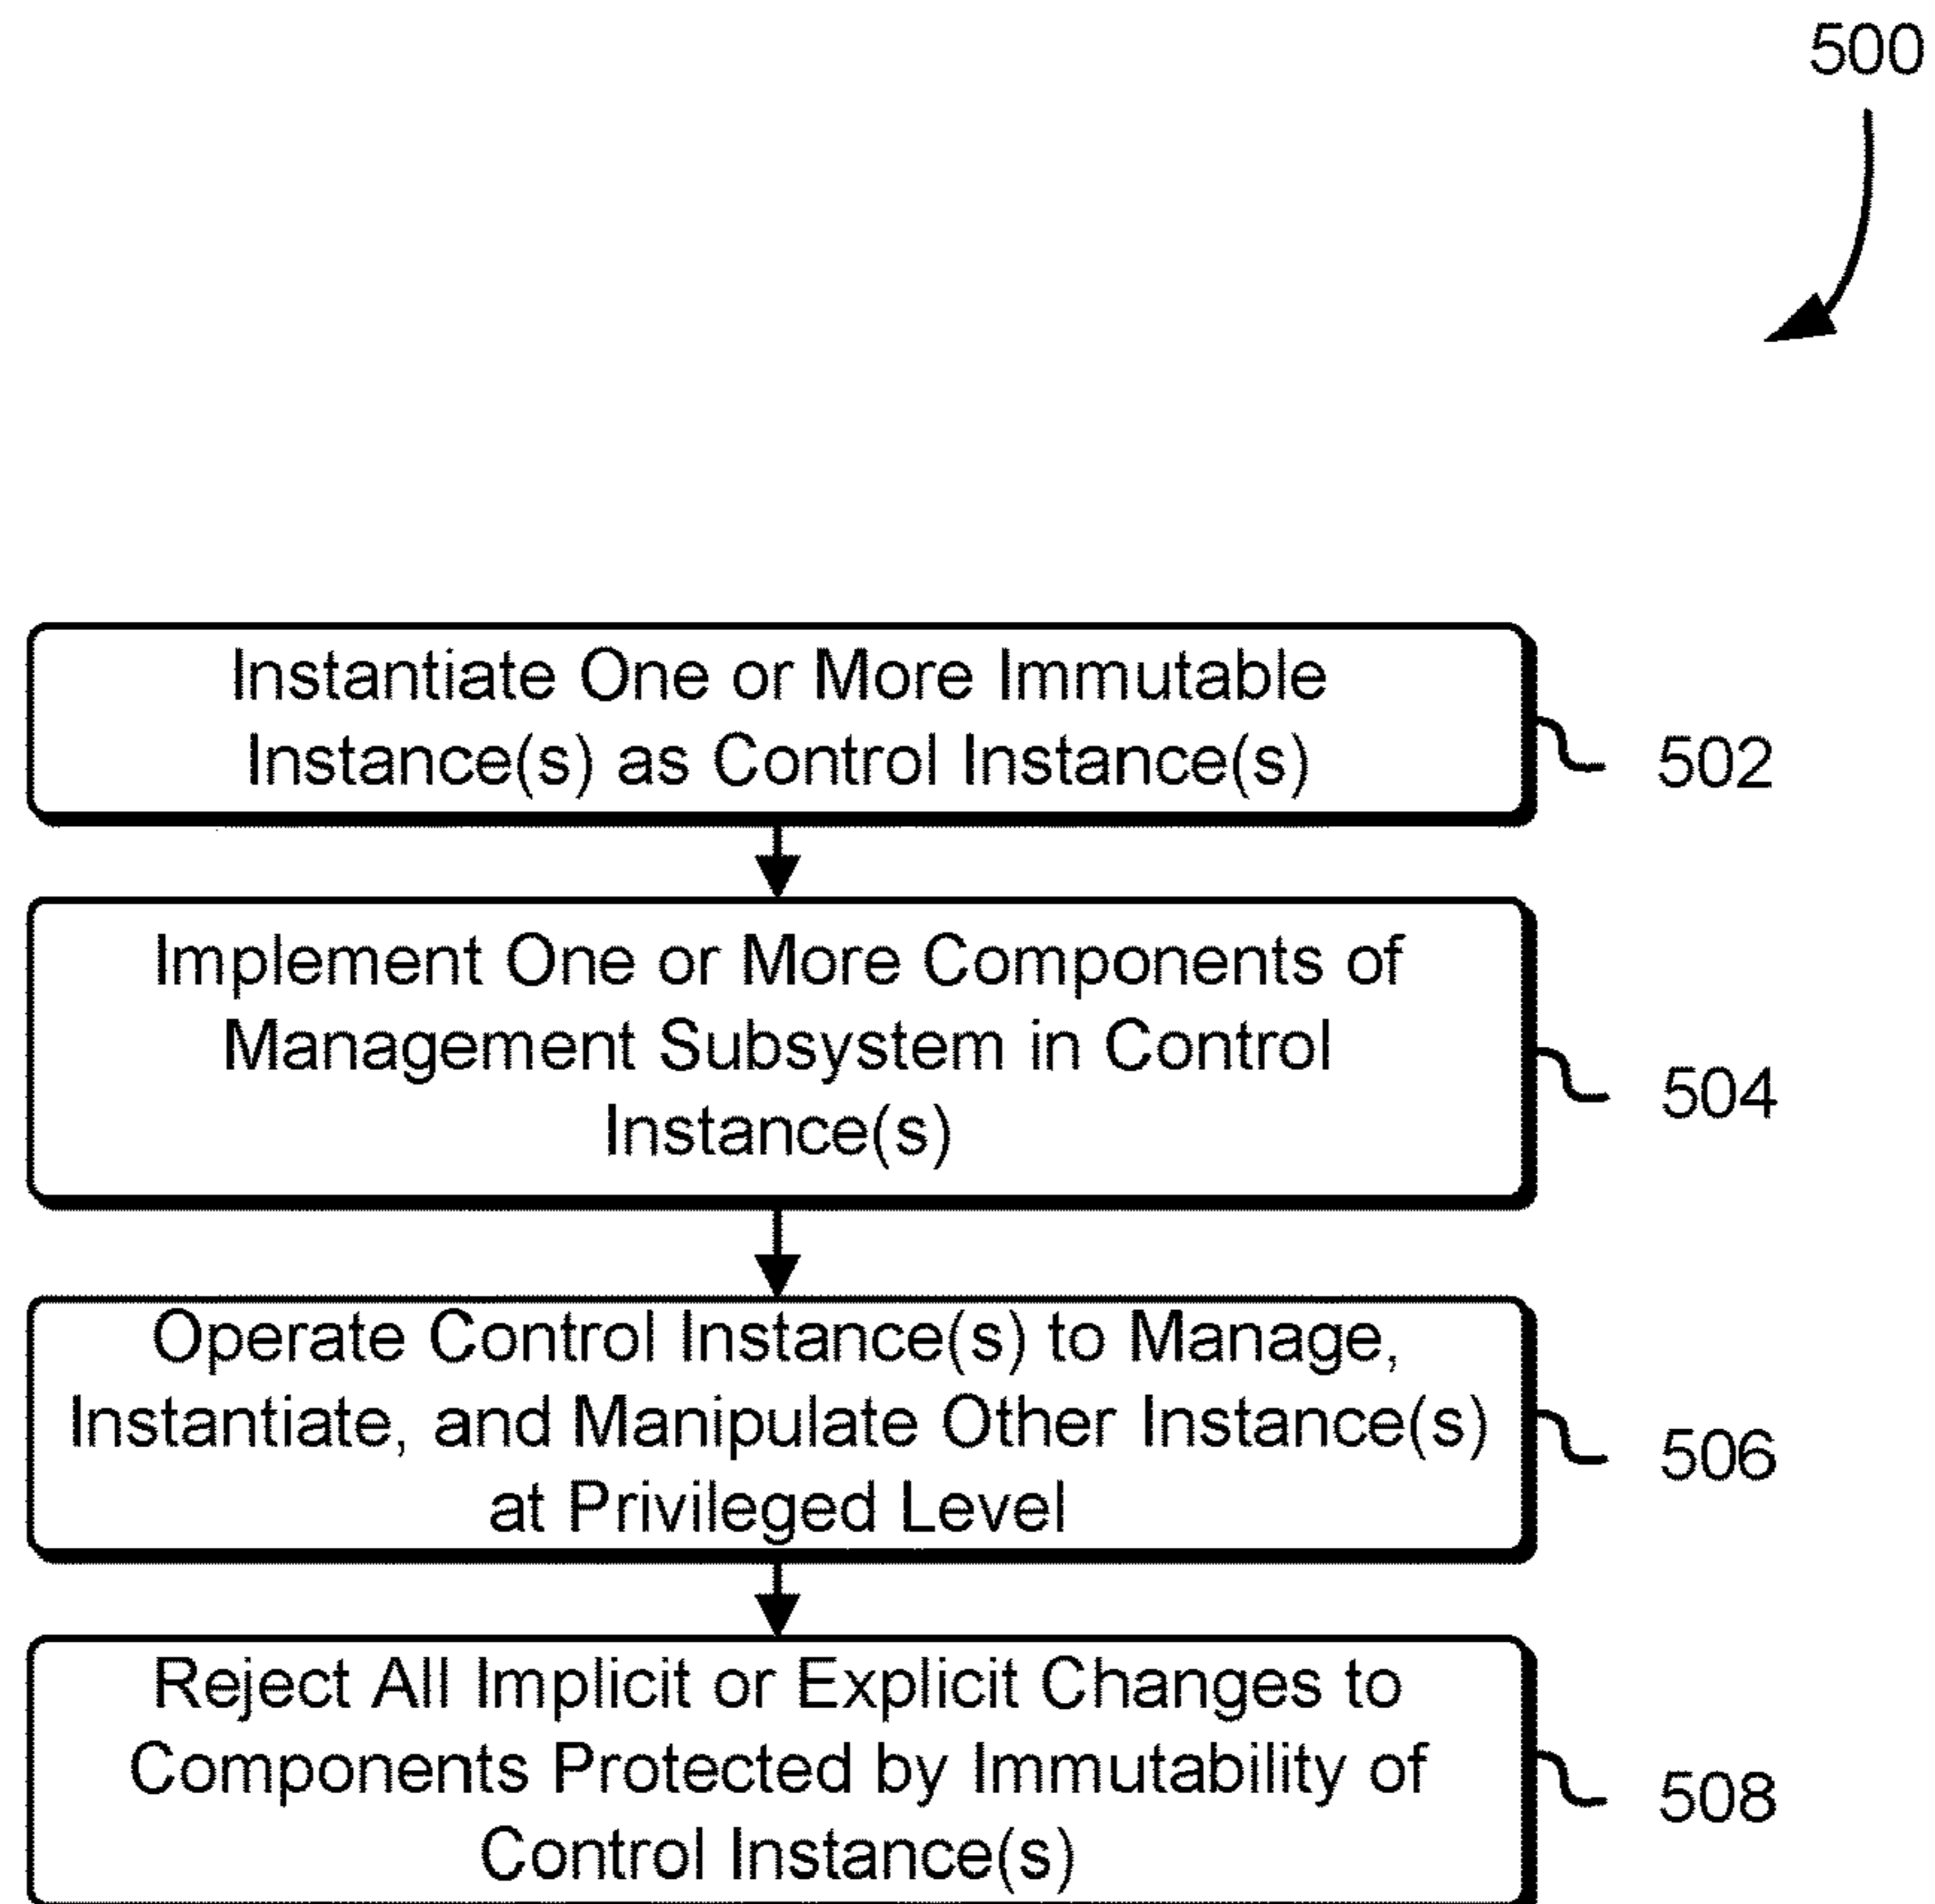 500
Instantiate One or More Immutable
Instance(s) as Control Instance(s)
502
Implement One or More Components of
Management Subsystem in Control
Instance(s)
504
Operate Control Instance(s) to Manage,
Instantiate, and Manipulate Other Instance(s)
at Privileged Level
506
Reject All Implicit or Explicit Changes to
Components Protected by Immutability of
Control Instance(s)
508